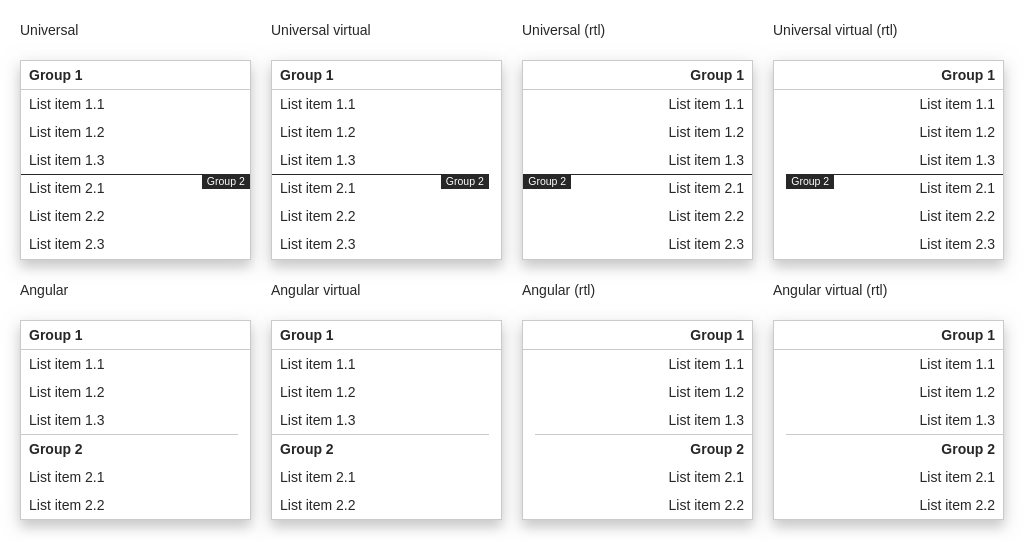 Universal
Group 1
List item 1.1
List item 1.2
List item 1.3
Group 2
List item 2.1
List item 2.2
List item 2.3
Universal virtual
Group 1
List item 1.1
List item 1.2
List item 1.3
Group 2
List item 2.1
List item 2.2
List item 2.3
Universal (rtl)
Group 1
List item 1.1
List item 1.2
List item 1.3
Group 2
List item 2.1
List item 2.2
List item 2.3
Universal virtual (rtl)
Group 1
List item 1.1
List item 1.2
List item 1.3
Group 2
List item 2.1
List item 2.2
List item 2.3
Angular
Group 1
List item 1.1
List item 1.2
List item 1.3
Group 2
List item 2.1
List item 2.2
Angular virtual
Group 1
List item 1.1
List item 1.2
List item 1.3
Group 2
List item 2.1
List item 2.2
Angular (rtl)
Group 1
List item 1.1
List item 1.2
List item 1.3
Group 2
List item 2.1
List item 2.2
Angular virtual (rtl)
Group 1
List item 1.1
List item 1.2
List item 1.3
Group 2
List item 2.1
List item 2.2